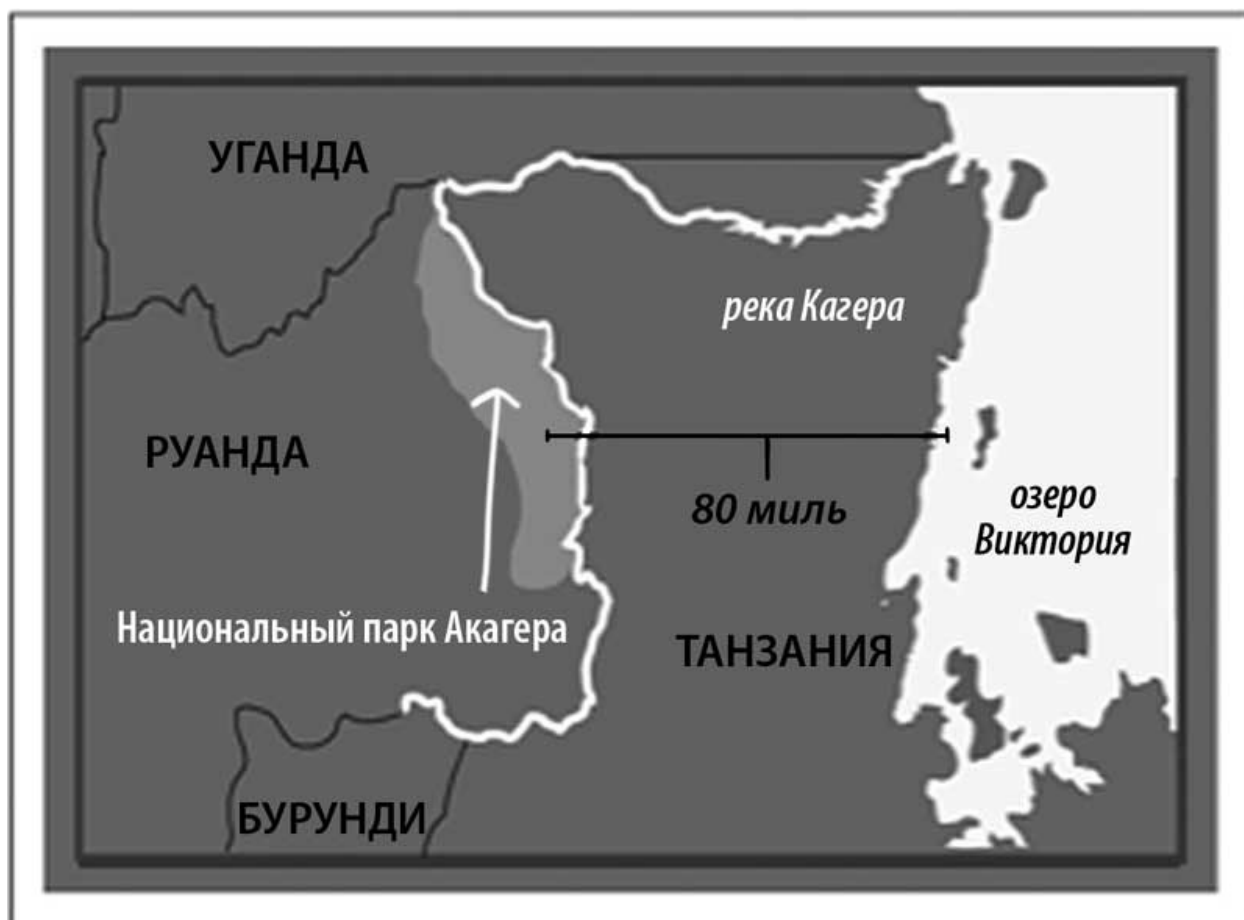 УГАНДА
река Кагера
РУАНДА
80 миль
озеро
Виктория
Национальный парк Акагера
ТАНЗАНИЯ
БУРУНДИ